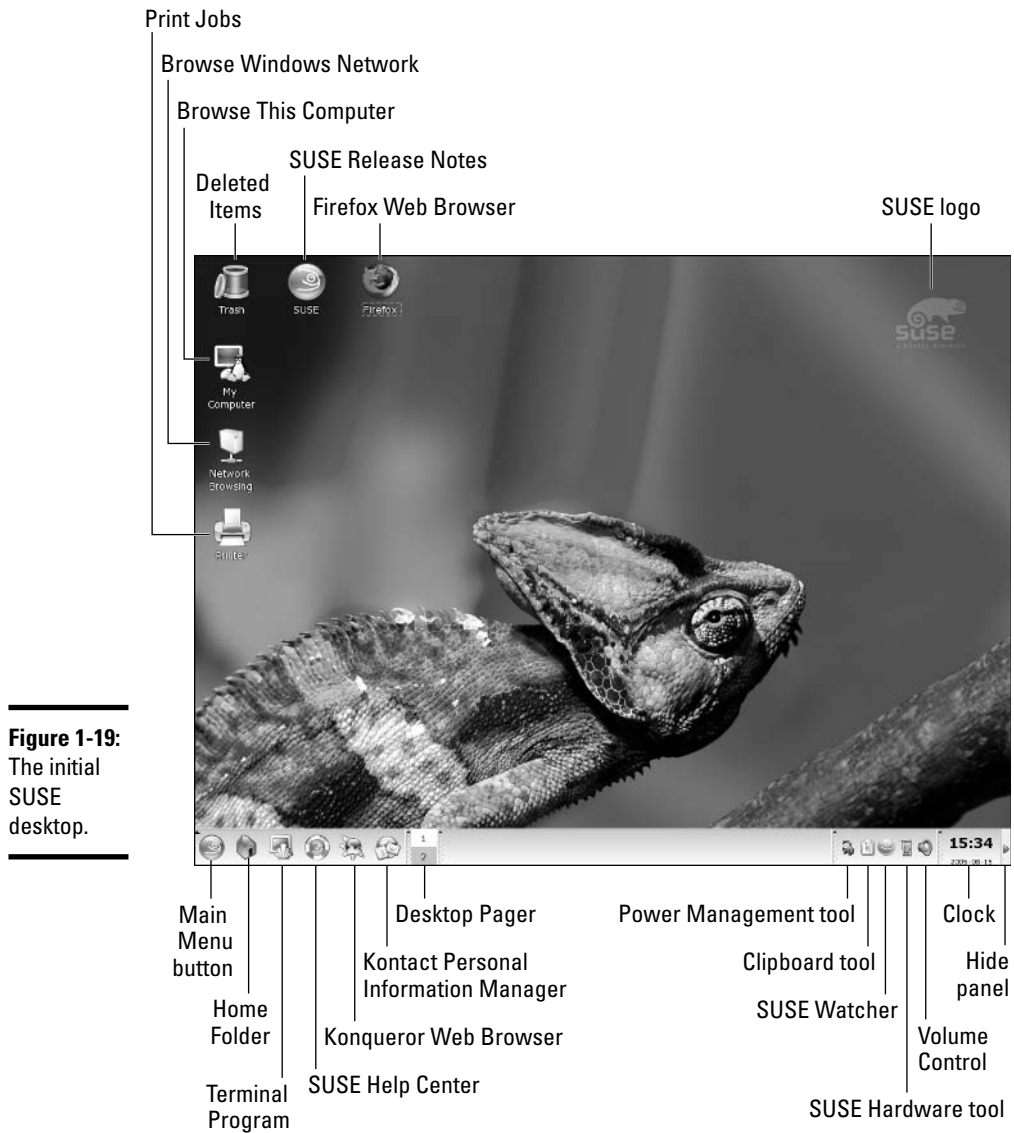 Print Jobs
Browse Windows Network
Browse This Computer
SUSE Release Notes
Deleted
Items
Firefox Web Browser
SUSE logo
Trash
SUSE
Firefox
suse
My
Computer
Network
Browsing
Printer
Figure 1-19:
The initial
SUSE
desktop.
1
2
15:34
Main
Menu
button
Desktop Pager
Power Management tool
Clock
Kontact Personal
Information Manager
Clipboard tool
Hide
panel
Home
Folder
Konqueror Web Browser
SUSE Watcher
Volume
Control
Terminal
Program
SUSE Help Center
SUSE Hardware tool